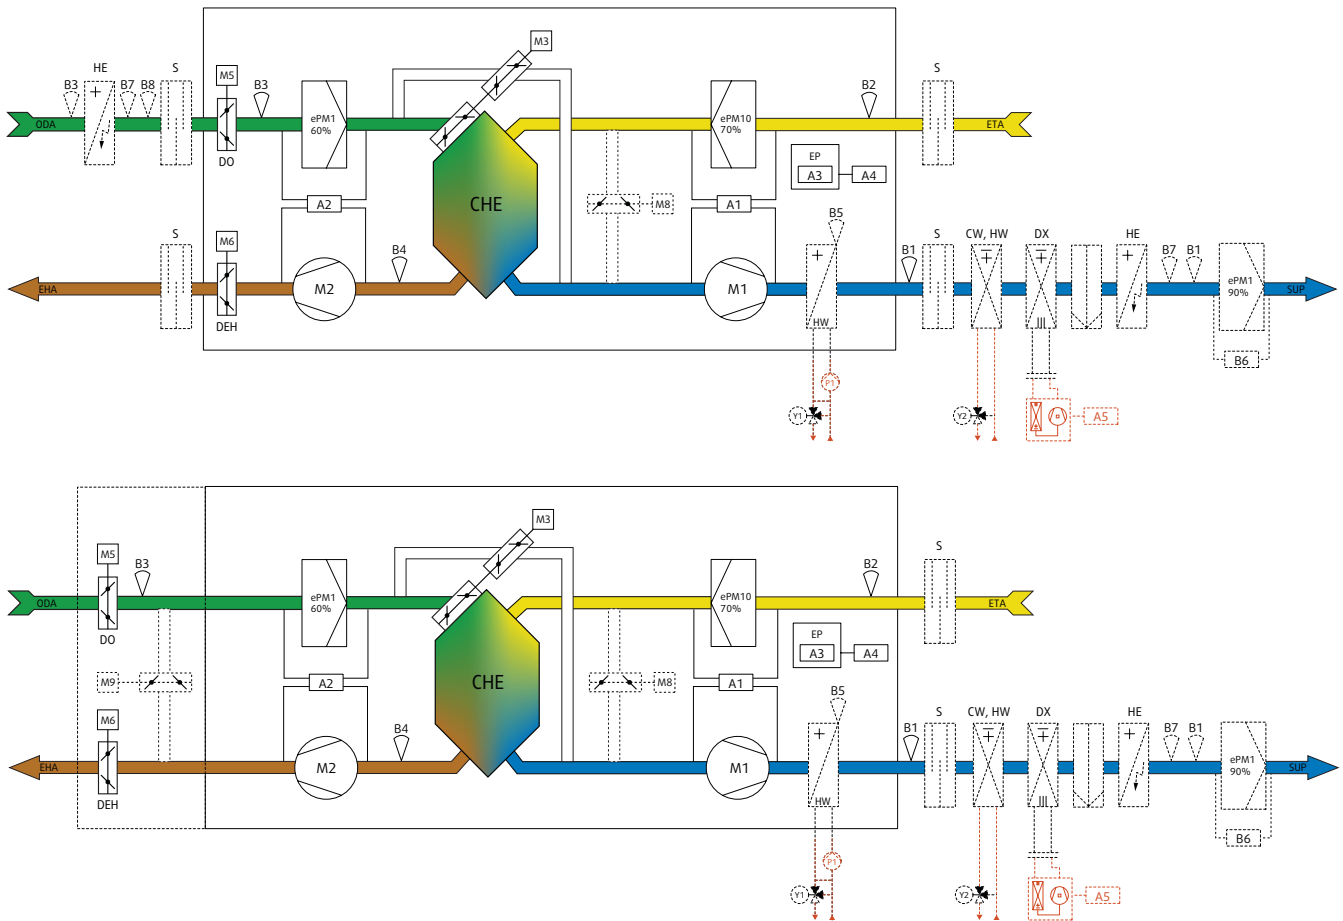 M3
HE
S
M5
S
B3
B7
B8
B3
B2
ODA
ePM1
60%
ePM10
70%
ETA
DO
EP
A3
A4
A2
CHE
M8
A1
S
M6
B4
B5
B1
S
CW, HW
DX
HE
B7
B1
EHA
M2
M1
ePM1
90%
SUP
DEH
HW
B6
P1
Y1
Y2
A5
M3
M5
B3
S
B2
ODA
ePM1
60%
ePM10
70%
ETA
DO
EP
A3
A4
M9
A2
CHE
M8
A1
M6
B4
B5
B1
S
CW, HW
DX
HE
B7
B1
EHA
M2
M1
ePM1
90%
SUP
DEH
HW
B6
P1
Y1
Y2
A5